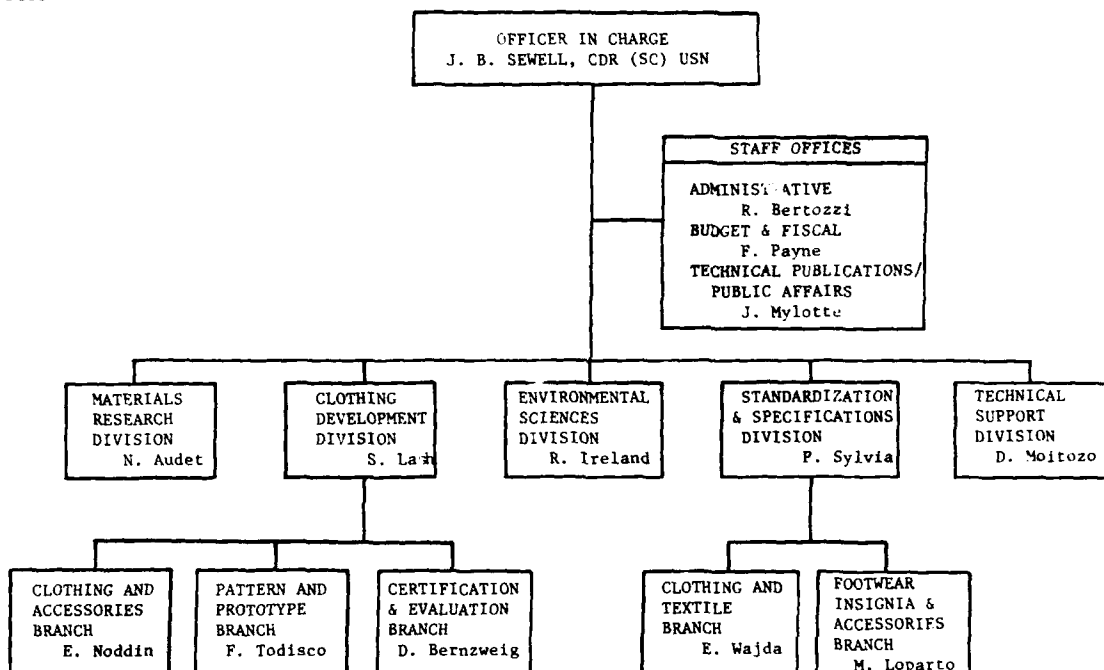 OFFICER IN CHARGE
J. B. SEWELL, CDR (SC) USN
STAFF OFFICES
ADMINISTRATIVE
R. Bertozzi
BUDGET & FISCAL
F. Payne
TECHNICAL PUBLICATIONS/
PUBLIC AFFAIRS
J. Mylotte
MATERIALS
RESEARCH
DIVISION
N. Audet
CLOTHING
DEVELOPMENT
DIVISION
S.
ENVIRONMENTAL
SCIENCES
DIVISION
R. Ireland
STANDARDIZATION
& SPECIFICATIONS
DIVISION
P. Sylvia
TECHNICAL
SUPPORT
DIVISION
D. Moitozo
CLOTHING AND
ACCESSORIES
BRANCH
E. Noddin
PATTERN AND
PROTOTYPE
BRANCH
F. Todisco
CERTIFICATION
& EVALUATION
BRANCH
D. Bernzweig
CLOTHING AND
TEXTILE
BRANCH
E. Wajda
FOOTWEAR
INSIGNIA &
ACCESSORIES
BRANCH
M. Loparto